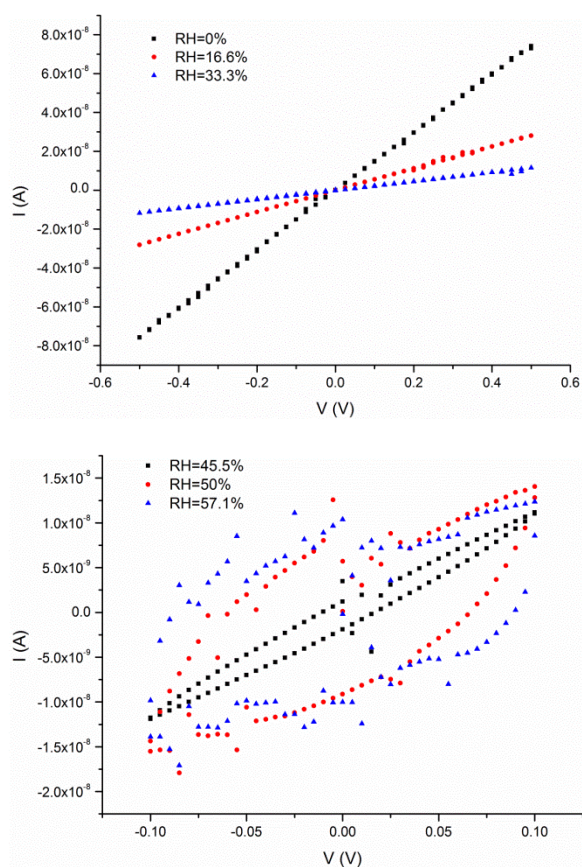 RH=0%
RH=16.6%
RH=33.3%
8.0x10⁻⁸
6.0x10⁻⁸
4.0x10⁻⁸
2.0x10⁻⁸
0.0
-2.0x10⁻⁸
-4.0x10⁻⁸
-6.0x10⁻⁸
-8.0x10⁻⁸
I (A)
-0.6 -0.4 -0.2 0.0 0.2 0.4 0.6
V (V)
RH=45.5%
RH=50%
RH=57.1%
1.5x10⁻⁸
1.0x10⁻⁸
5.0x10⁻⁹
0.0
-5.0x10⁻⁹
-1.0x10⁻⁸
-1.5x10⁻⁸
-2.0x10⁻⁸
I (A)
-0.10 -0.05 0.00 0.05 0.10
V (V)